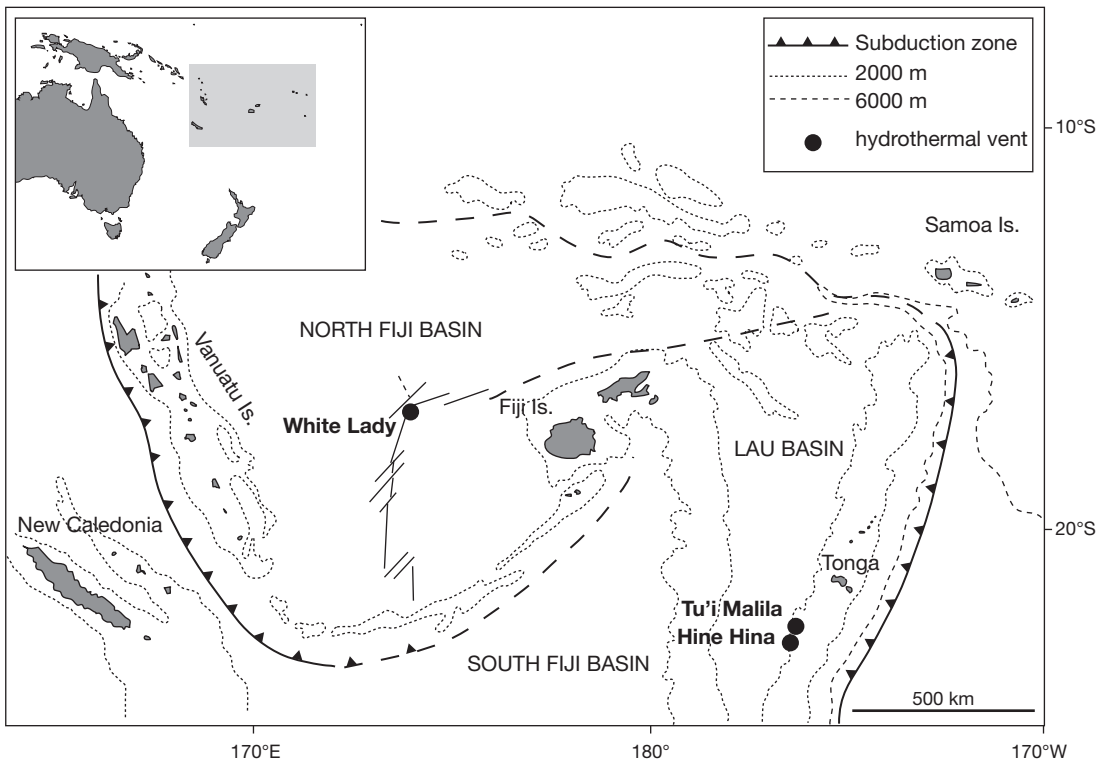 Subduction zone
2000 m
6000 m
hydrothermal vent
10°S
Samoa Is.
NORTH FIJI BASIN
Vanuatu Is.
White Lady
Fiji Is.
LAU BASIN
New Caledonia
20°S
Tonga
Tu'i Malila
Hine Hina
SOUTH FIJI BASIN
500 km
170°E
180°
170°W